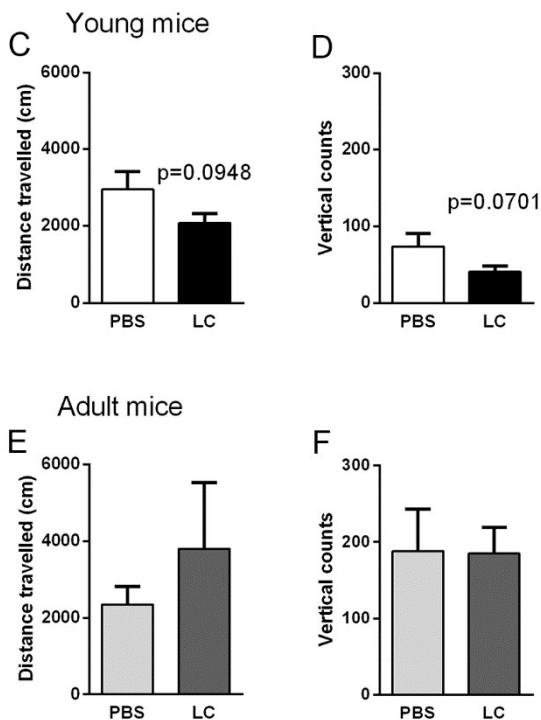 Young mice
C
D
Distance travelled (cm)
6000
4000
2000
0
p=0.0948
PBS
LC
Vertical counts
300
200
100
0
p=0.0701
PBS
LC
Adult mice
E
F
Distance travelled (cm)
6000
4000
2000
0
PBS
LC
Vertical counts
300
200
100
0
PBS
LC